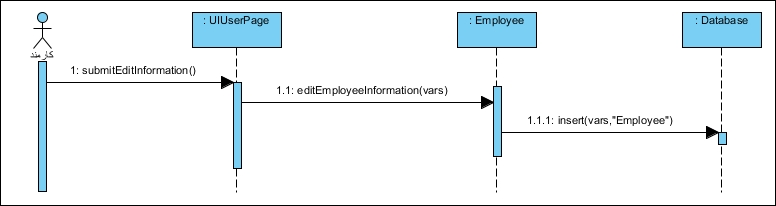 : UIUserPage
: Employee
: Database
کارمند
1: submitEditInformation()
1.1: editEmployeeInformation(vars)
1.1.1: insert(vars,"Employee")